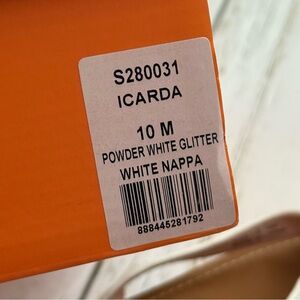 S280031
ICARDA
10 M
POWDER WHITE GLITTER
WHITE NAPPA
888445281792